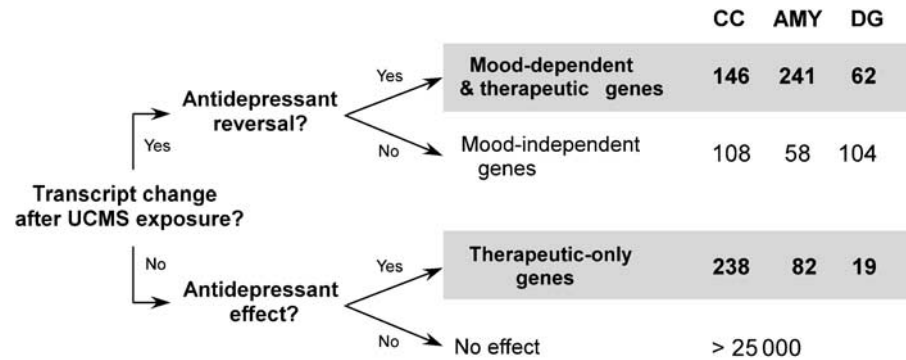 CC AMY DG
Yes
Mood-dependent
& therapeutic genes
146 241 62
Antidepressant
reversal?
Yes
No
Mood-independent
genes
108 58 104
Transcript change
after UCMS exposure?
No
Yes
Therapeutic-only
genes
238 82 19
Antidepressant
effect?
No
No effect
> 25 000